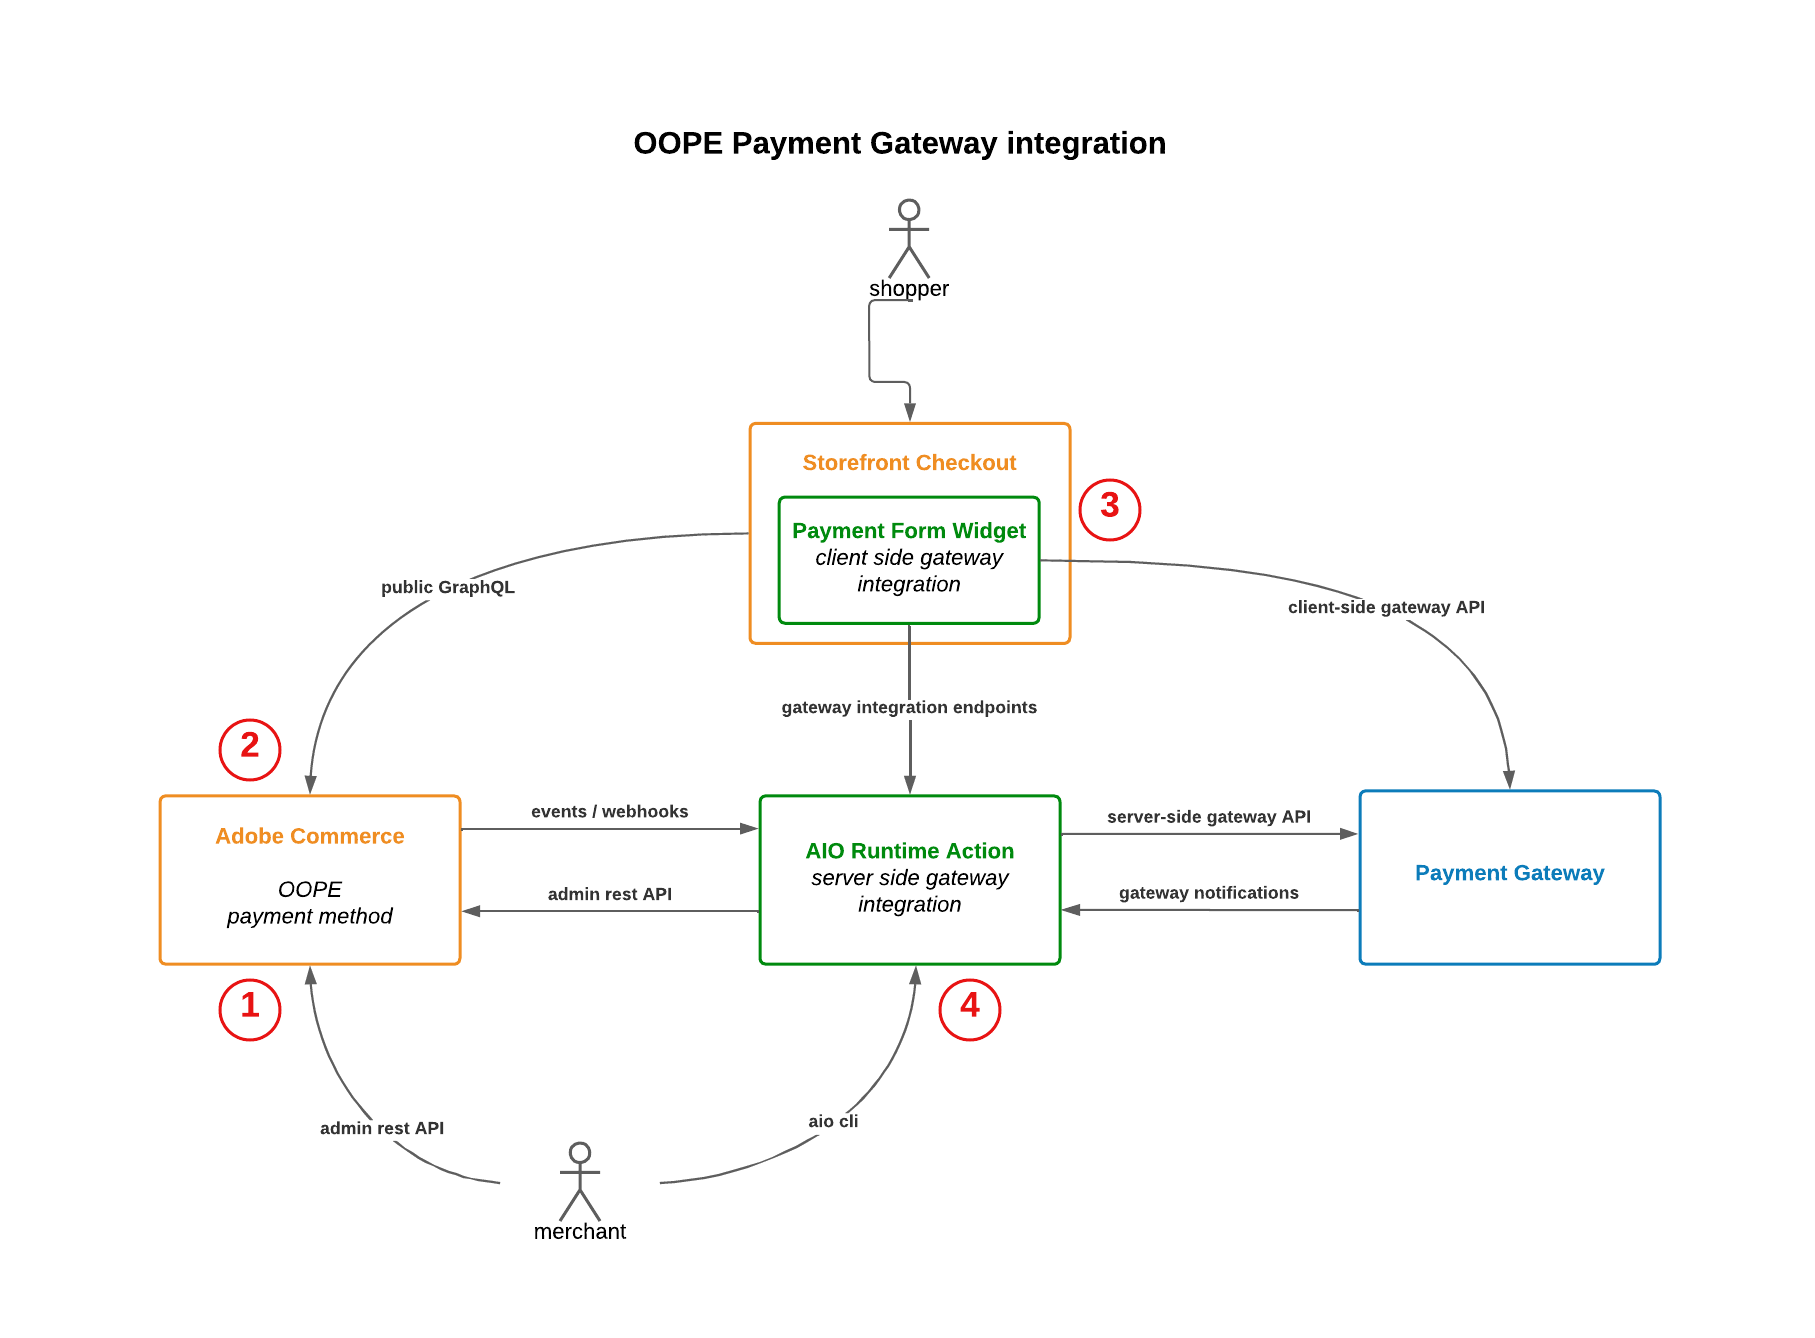 OOPE Payment Gateway integration
shopper
Storefront Checkout
3
Payment Form Widget
client side gateway
integration
public GraphQL
client-side gateway API
gateway integration endpoints
2
events / webhooks
server-side gateway API
Adobe Commerce
OOPE
payment method
AIO Runtime Action
server side gateway
integration
Payment Gateway
admin rest API
gateway notifications
1
4
admin rest API
aio cli
merchant